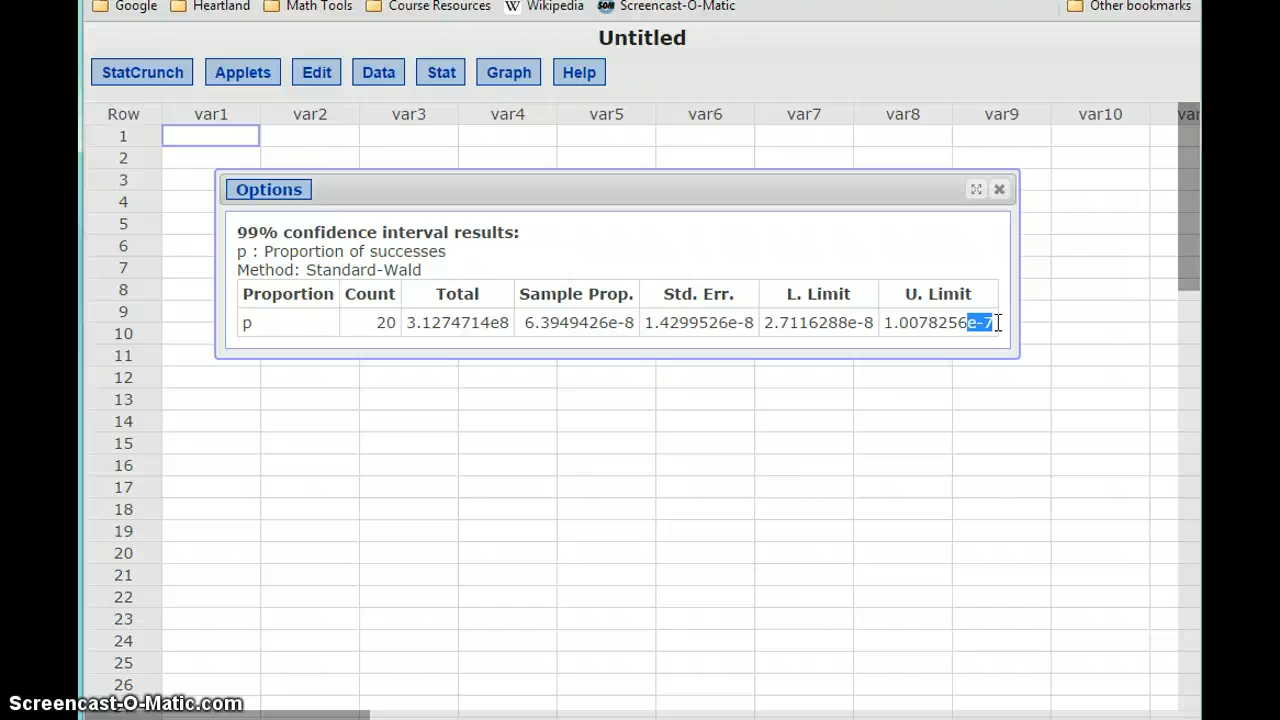 Google Heartland Math Tools Course Resources W Wikipedia SOM Screencast-O-Matic Other bookmarks
Untitled
StatCrunch Applets Edit Data Stat Graph Help
Row var1 var2 var3 var4 var5 var6 var7 var8 var9 var10 var
1
2
3
4
5
6
7
8
9
10
11
12
13
14
15
16
17
18
19
20
21
22
23
24
25
26
Options
99% confidence interval results:
p : Proportion of successes
Method: Standard-Wald
Proportion Count Total Sample Prop. Std. Err. L. Limit U. Limit
p 20 3.1274714e8 6.3949426e-8 1.4299526e-8 2.7116288e-8 1.0078256e-7
Screencast-O-Matic.com